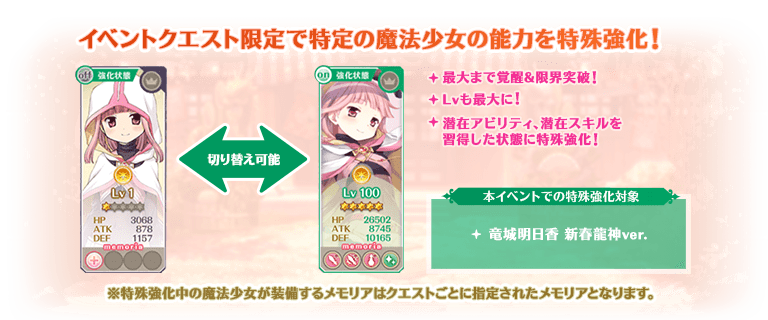 イベントクエスト限定で特定の魔法少女の能力を特殊強化！
off 強化状態
Lv 1
HP 3068
ATK 878
DEF 1157
memoria
切り替え可能
on 強化状態
Lv 100
HP 26502
ATK 8745
DEF 10165
memoria
最大まで覚醒&限界突破！
Lvも最大に！
潜在アビリティ、潜在スキルを
習得した状態に特殊強化！
本イベントでの特殊強化対象
竜城明日香 新春龍神ver.
※特殊強化中の魔法少女が装備するメモリアはクエストごとに指定されたメモリアとなります。